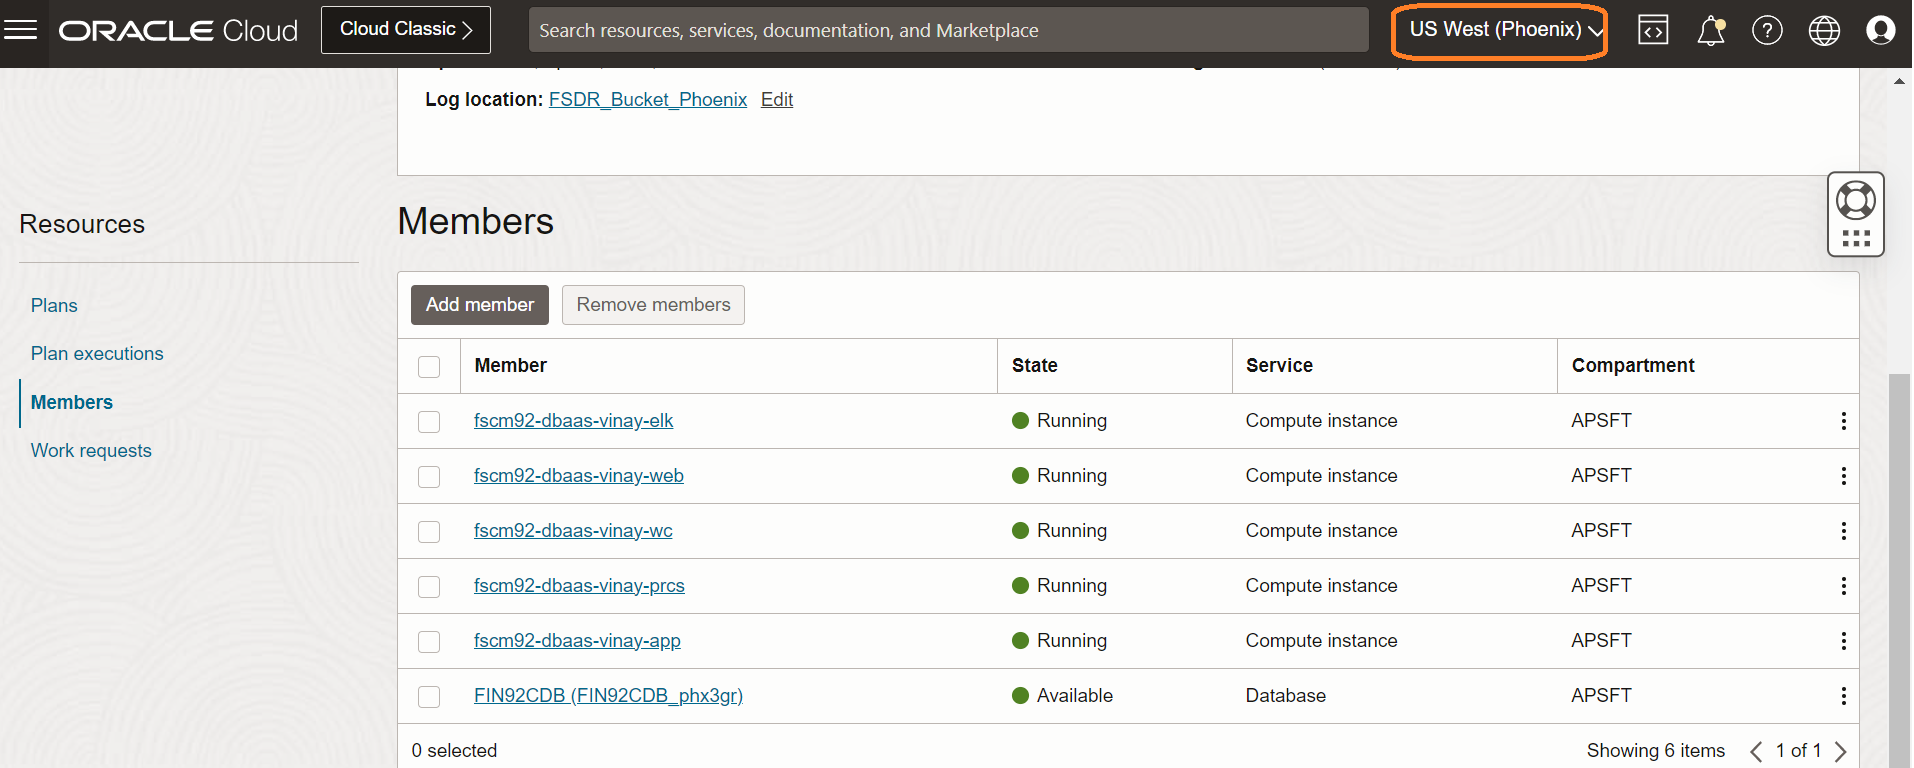 ORACLE Cloud
Cloud Classic
Search resources, services, documentation, and Marketplace
US West (Phoenix)
Log location: FSDR_Bucket_Phoenix Edit
Resources
Plans
Plan executions
Members
Work requests
Members
Add member Remove members
Member State Service Compartment
fscm92-dbaas-vinay-elk Running Compute instance APSFT
fscm92-dbaas-vinay-web Running Compute instance APSFT
fscm92-dbaas-vinay-wc Running Compute instance APSFT
fscm92-dbaas-vinay-prcs Running Compute instance APSFT
fscm92-dbaas-vinay-app Running Compute instance APSFT
FIN92CDB (FIN92CDB_phx3gr) Available Database APSFT
0 selected Showing 6 items 1 of 1